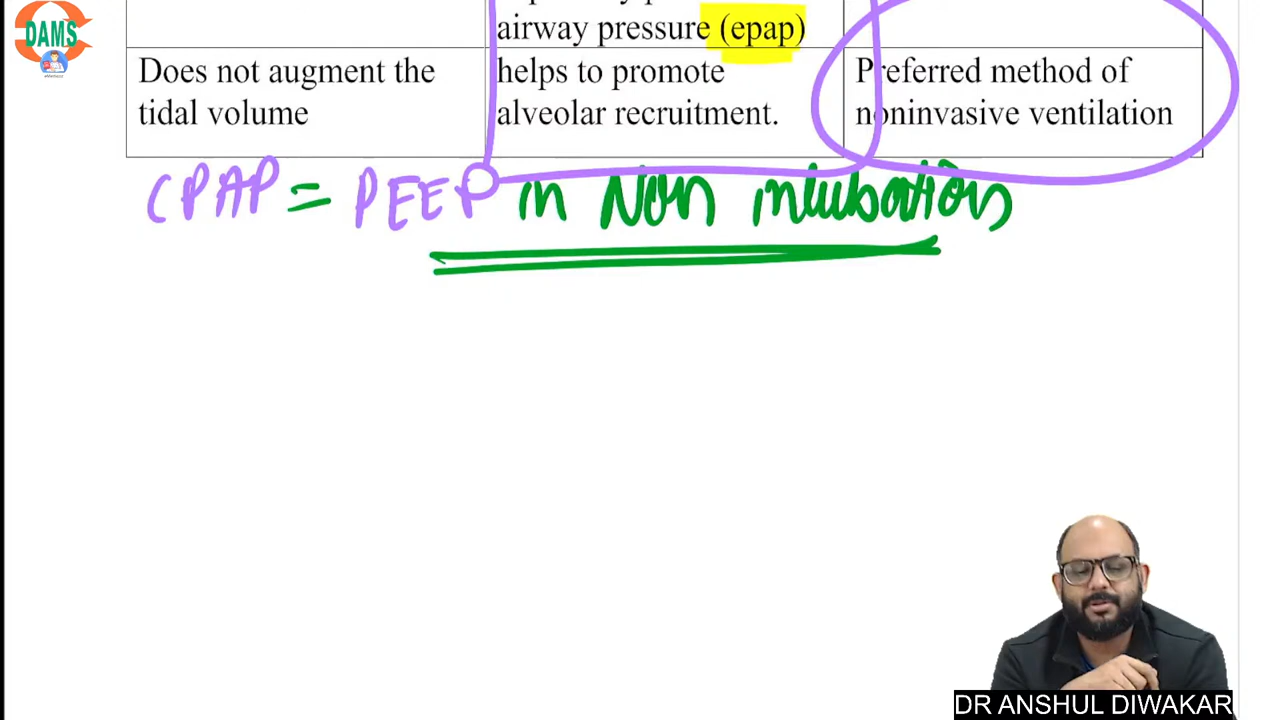 DAMS
airway pressure (epap)
Does not augment the
tidal volume
helps to promote
alveolar recruitment.
Preferred method of
noninvasive ventilation
CPAP = PEEP in Non
DR ANSHUL DIWAKAR